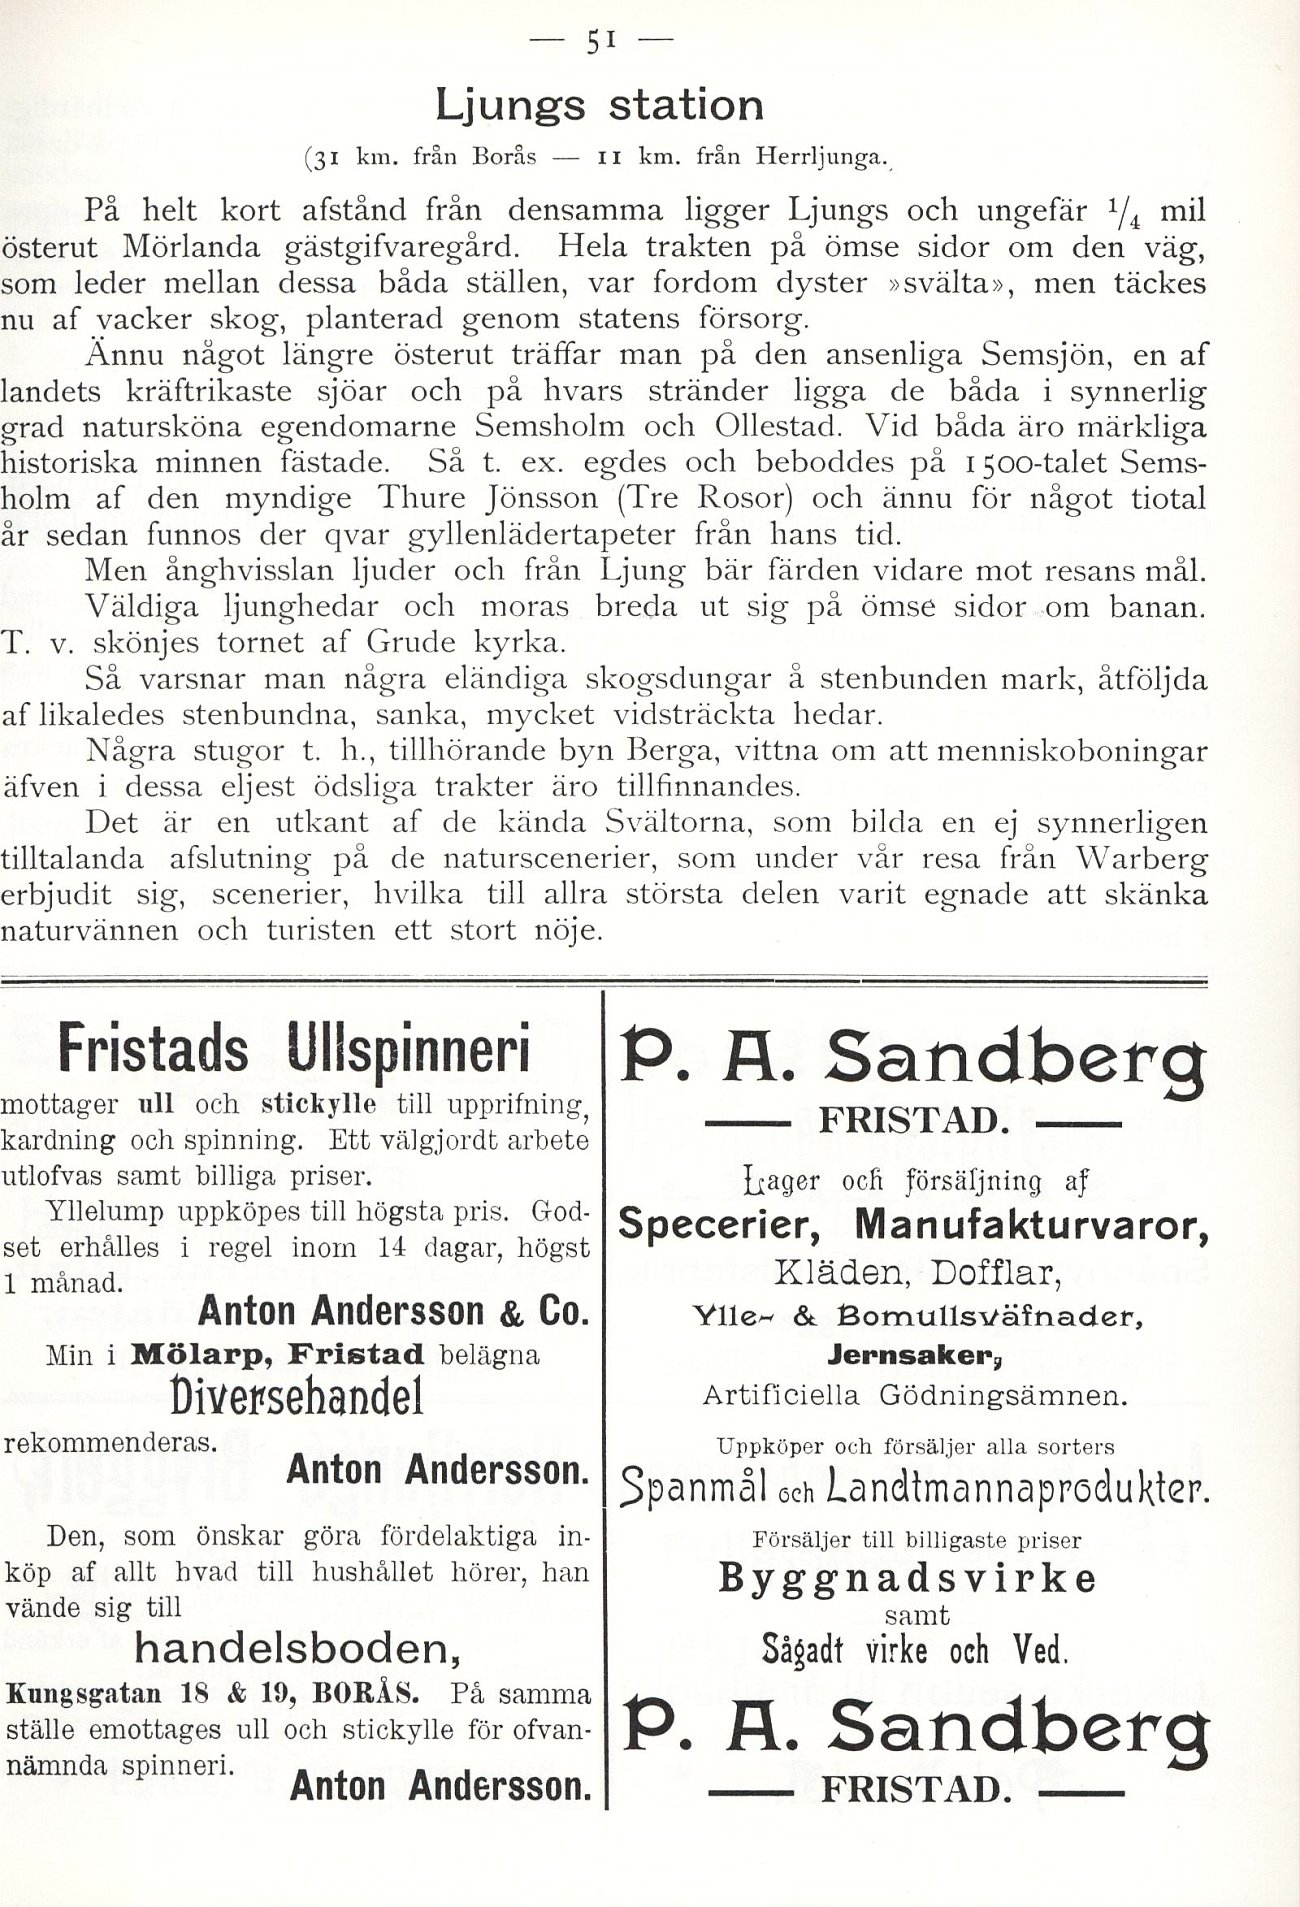 — 51 —
Ljungs station
(31 km. från Borås — 11 km. från Herrljunga.
På helt kort afstånd från densamma ligger Ljungs och ungefär 1/4 mil
österut Mörlanda gästgifvaregård. Hela trakten på ömse sidor om den väg,
som leder mellan dessa båda ställen, var fordom dyster »svälta», men täckes
nu af vacker skog, planterad genom statens försorg.
Ännu något längre österut träffar man på den ansenliga Semsjön, en af
landets kräftrikaste sjöar och på hvars stränder ligga de båda i synnerlig
grad natursköna egendomarne Semsholm och Ollestad. Vid båda äro märkliga
historiska minnen fästade. Så t. ex. egdes och beboddes på 1500-talet Sems-
holm af den myndige Thure Jönsson (Tre Rosor) och ännu för något tiotal
år sedan funnos der qvar gyllenlädertapeter från hans tid.
Men ånghvisslan ljuder och från Ljung bär färden vidare mot resans mål.
Väldiga ljunghedar och moras breda ut sig på ömse sidor om banan.
T. v. skönjes tornet af Grude kyrka.
Så varsnar man några eländiga skogsdungar å stenbunden mark, åtföljda
af likaledes stenbundna, sanka, mycket vidsträckta hedar.
Några stugor t. h., tillhörande byn Berga, vittna om att menniskoboningar
äfven i dessa eljest ödsliga trakter äro tillfinnandes.
Det är en utkant af de kända Svältorna, som bilda en ej synnerligen
tilltalanda afslutning på de naturscenerier, som under vår resa från Warberg
erbjudit sig, scenerier, hvilka till allra största delen varit egnade att skänka
naturvännen och turisten ett stort nöje.
Fristads Ullspinneri
mottager ull och stickylle till upprifning,
kardning och spinning. Ett välgjordt arbete
utlofvas samt billiga priser.
Yllelump uppköpes till högsta pris. God-
set erhålles i regel inom 14 dagar, högst
1 månad.
Anton Andersson & Co.
Min i Mölarp, Fristad belägna
Diversehandel
rekommenderas.
Anton Andersson.
Den, som önskar göra fördelaktiga in-
köp af allt hvad till hushållet hörer, han
vände sig till
handelsboden,
Kungsgatan 18 & 19, BORÅS. På samma
ställe emottages ull och stickylle för ofvan-
nämnda spinneri.
Anton Andersson.
P. A. Sandberg
— FRISTAD. —
Lager och försäljning af
Specerier, Manufakturvaror,
Kläden, Dofflar,
Ylle- & Bomullsväfnader,
Jernsaker,
Artificiella Gödningsämnen.
Uppköper och försäljer alla sorters
Spanmål och Landtmannaprodukter.
Försäljer till billigaste priser
Byggnadsvirke
samt
Sågadt virke och Ved.
P. A. Sandberg
— FRISTAD. —